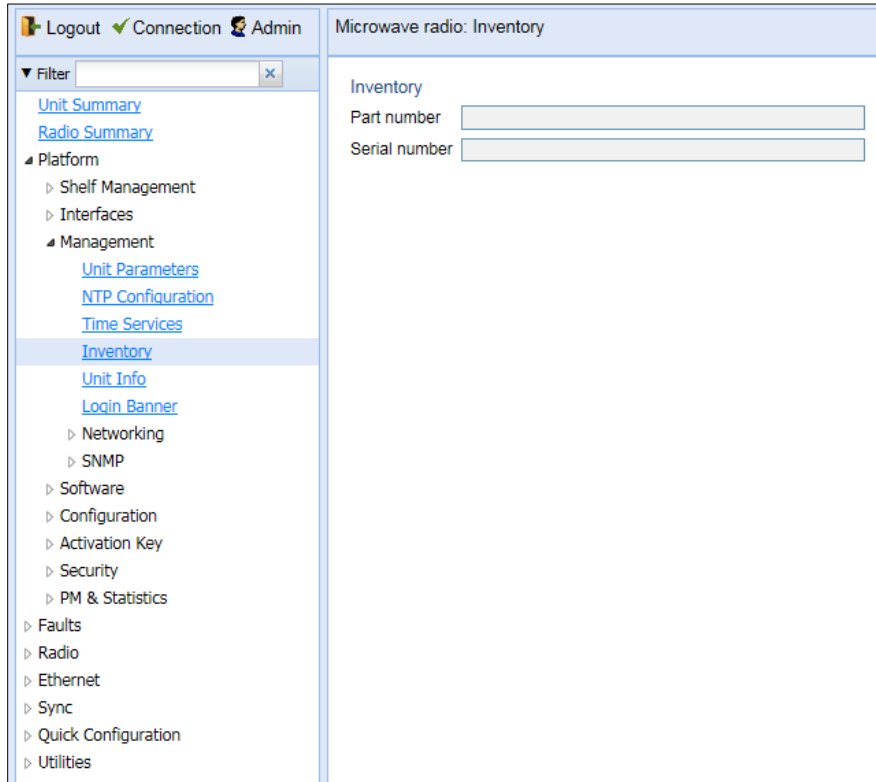 Logout Connection Admin
Filter
Unit Summary
Radio Summary
Platform
Shelf Management
Interfaces
Management
Unit Parameters
NTP Configuration
Time Services
Inventory
Unit Info
Login Banner
Networking
SNMP
Software
Configuration
Activation Key
Security
PM & Statistics
Faults
Radio
Ethernet
Sync
Quick Configuration
Utilities
Microwave radio: Inventory
Inventory
Part number
Serial number